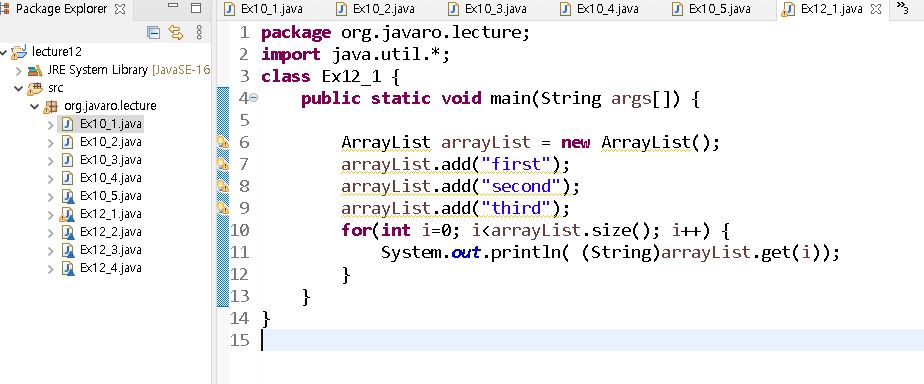 Package Explorer
lecture12
JRE System Library [JavaSE-16
src
org.javaro.lecture
Ex10_1.java
Ex10_2.java
Ex10_3.java
Ex10_4.java
Ex10_5.java
Ex12_1.java
Ex12_2.java
Ex12_3.java
Ex12_4.java
Ex10_1.java Ex10_2.java Ex10_3.java Ex10_4.java Ex10_5.java Ex12_1.java »3
1 package org.javaro.lecture;
2 import java.util.*;
3 class Ex12_1 {
4 public static void main(String args[]) {
5
6 ArrayList arrayList = new ArrayList();
7 arrayList.add("first");
8 arrayList.add("second");
9 arrayList.add("third");
10 for(int i=0; i<arrayList.size(); i++) {
11 System.out.println( (String)arrayList.get(i));
12 }
13 }
14 }
15